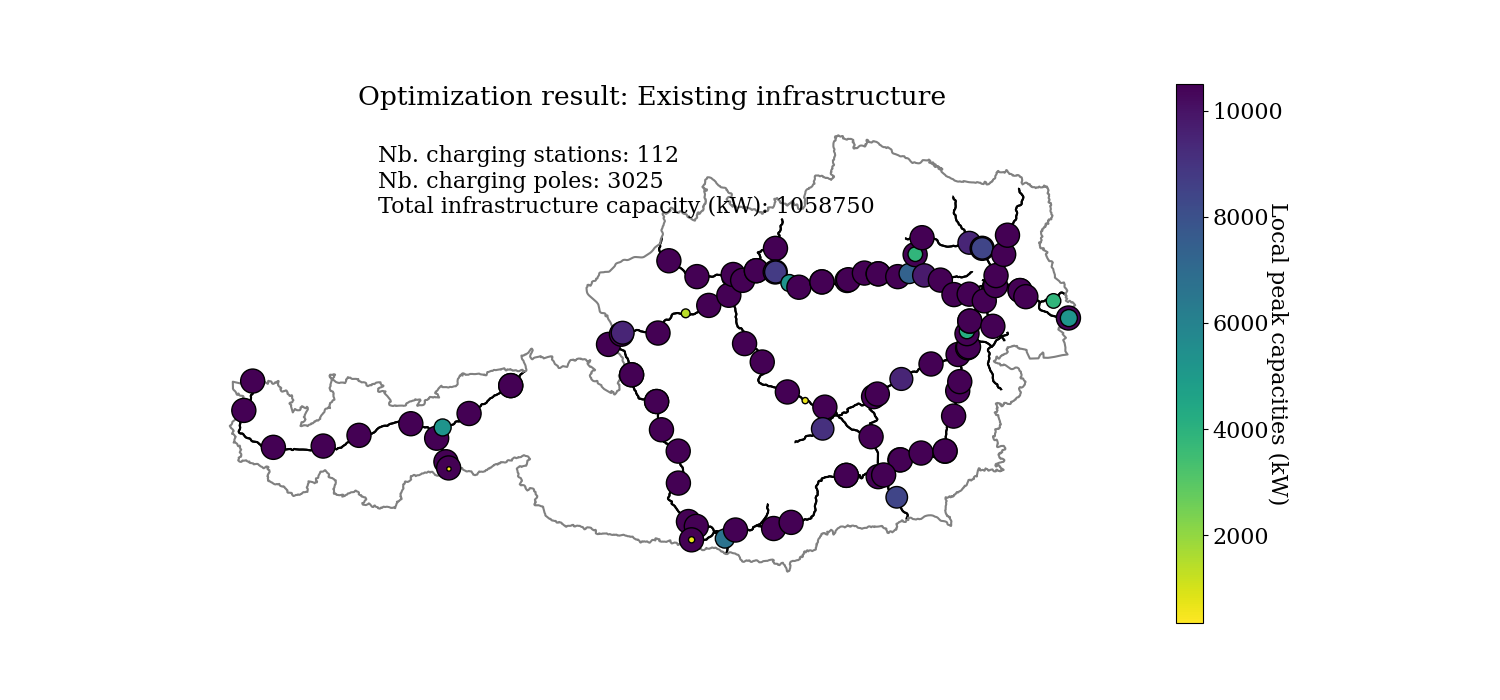 Optimization result: Existing infrastructure
Nb. charging stations: 112
Nb. charging poles: 3025
Total infrastructure capacity (kW): 1058750
10000
8000
6000
4000
2000
Local peak capacities (kW)